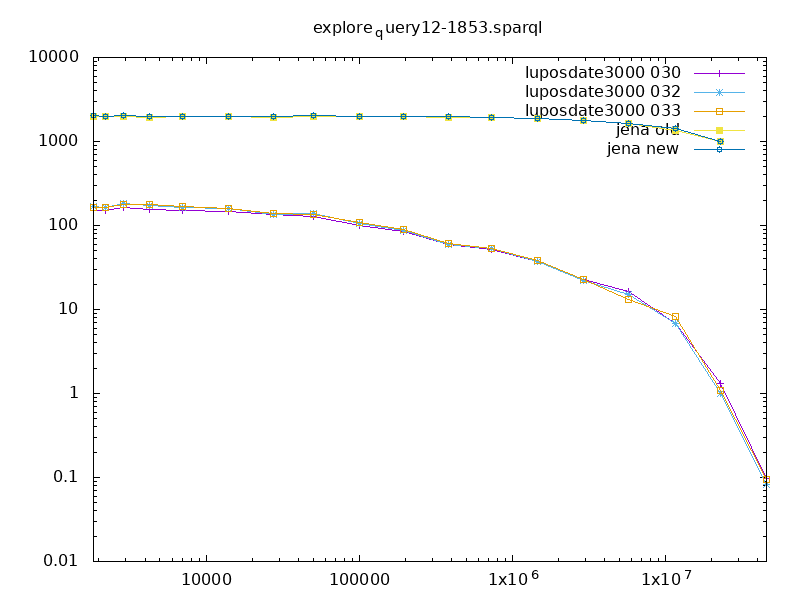 explore_query12-1853.sparql
10000
luposdate3000 030
luposdate3000 032
luposdate3000 033
1000
jena old
jena new
100
10
1
0.1
0.01
10000 100000 1x10^6 1x10^7